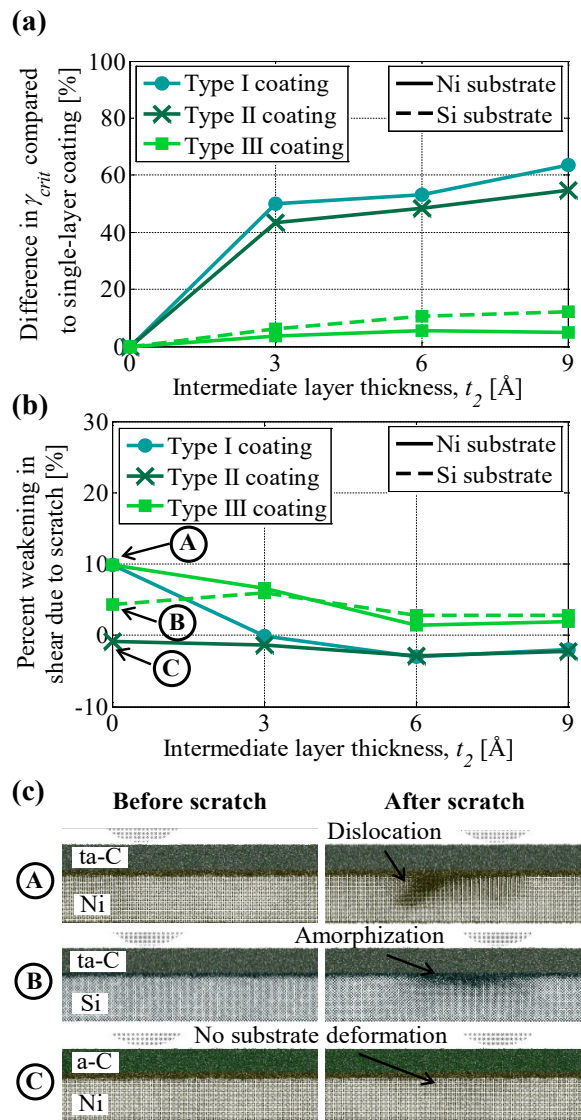 (a)
Difference in γcrit compared
to single-layer coating [%]
100
80
60
40
20
0
Type I coating
Type II coating
Type III coating
Ni substrate
Si substrate
0 3 6 9
Intermediate layer thickness, t2 [Å]
(b)
Percent weakening in
shear due to scratch [%]
30
20
10
0
-10
Type I coating
Type II coating
Type III coating
Ni substrate
Si substrate
A
B
C
0 3 6 9
Intermediate layer thickness, t2 [Å]
(c)
Before scratch After scratch
Dislocation
A
ta-C
Ni
Amorphization
B
ta-C
Si
No substrate deformation
C
a-C
Ni